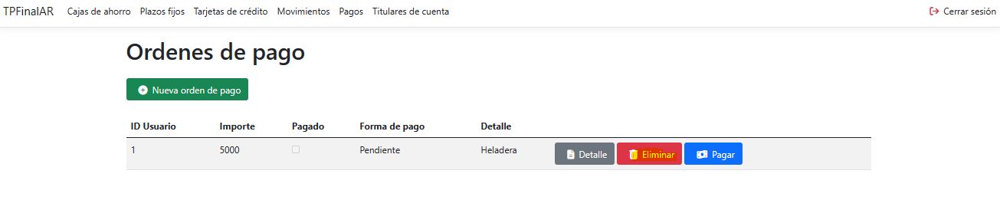 TPFinalAR Cajas de ahorro Plazos fijos Tarjetas de crédito Movimientos Pagos Titulares de cuenta Cerrar sesión
Ordenes de pago
Nueva orden de pago
ID Usuario Importe Pagado Forma de pago Detalle
1 5000 Pendiente Heladera Detalle Eliminar Pagar